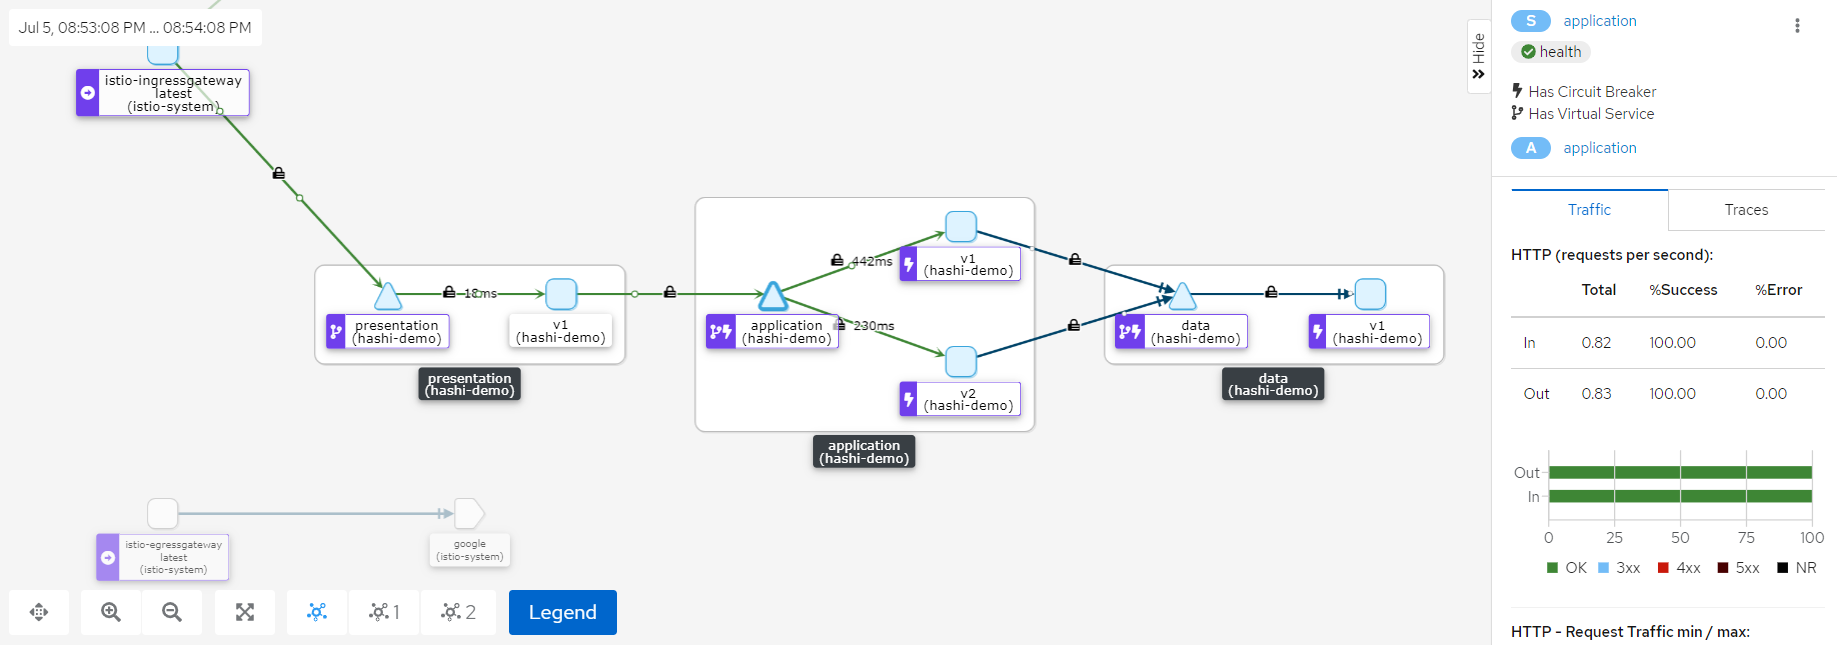 Jul 5, 08:53:08 PM ... 08:54:08 PM
istio-ingressgateway
latest
(istio-system)
18ms
presentation
(hashi-demo)
v1
(hashi-demo)
presentation
(hashi-demo)
442ms
v1
(hashi-demo)
application
(hashi-demo)
230ms
v2
(hashi-demo)
application
(hashi-demo)
data
(hashi-demo)
v1
(hashi-demo)
data
(hashi-demo)
istio-egressgateway
latest
(istio-system)
google
(istio-system)
1
2
Legend
Hide
S application
health
Has Circuit Breaker
Has Virtual Service
A application
Traffic Traces
HTTP (requests per second):
Total %Success %Error
In 0.82 100.00 0.00
Out 0.83 100.00 0.00
Out
In
0 25 50 75 100
OK 3xx 4xx 5xx NR
HTTP - Request Traffic min / max: